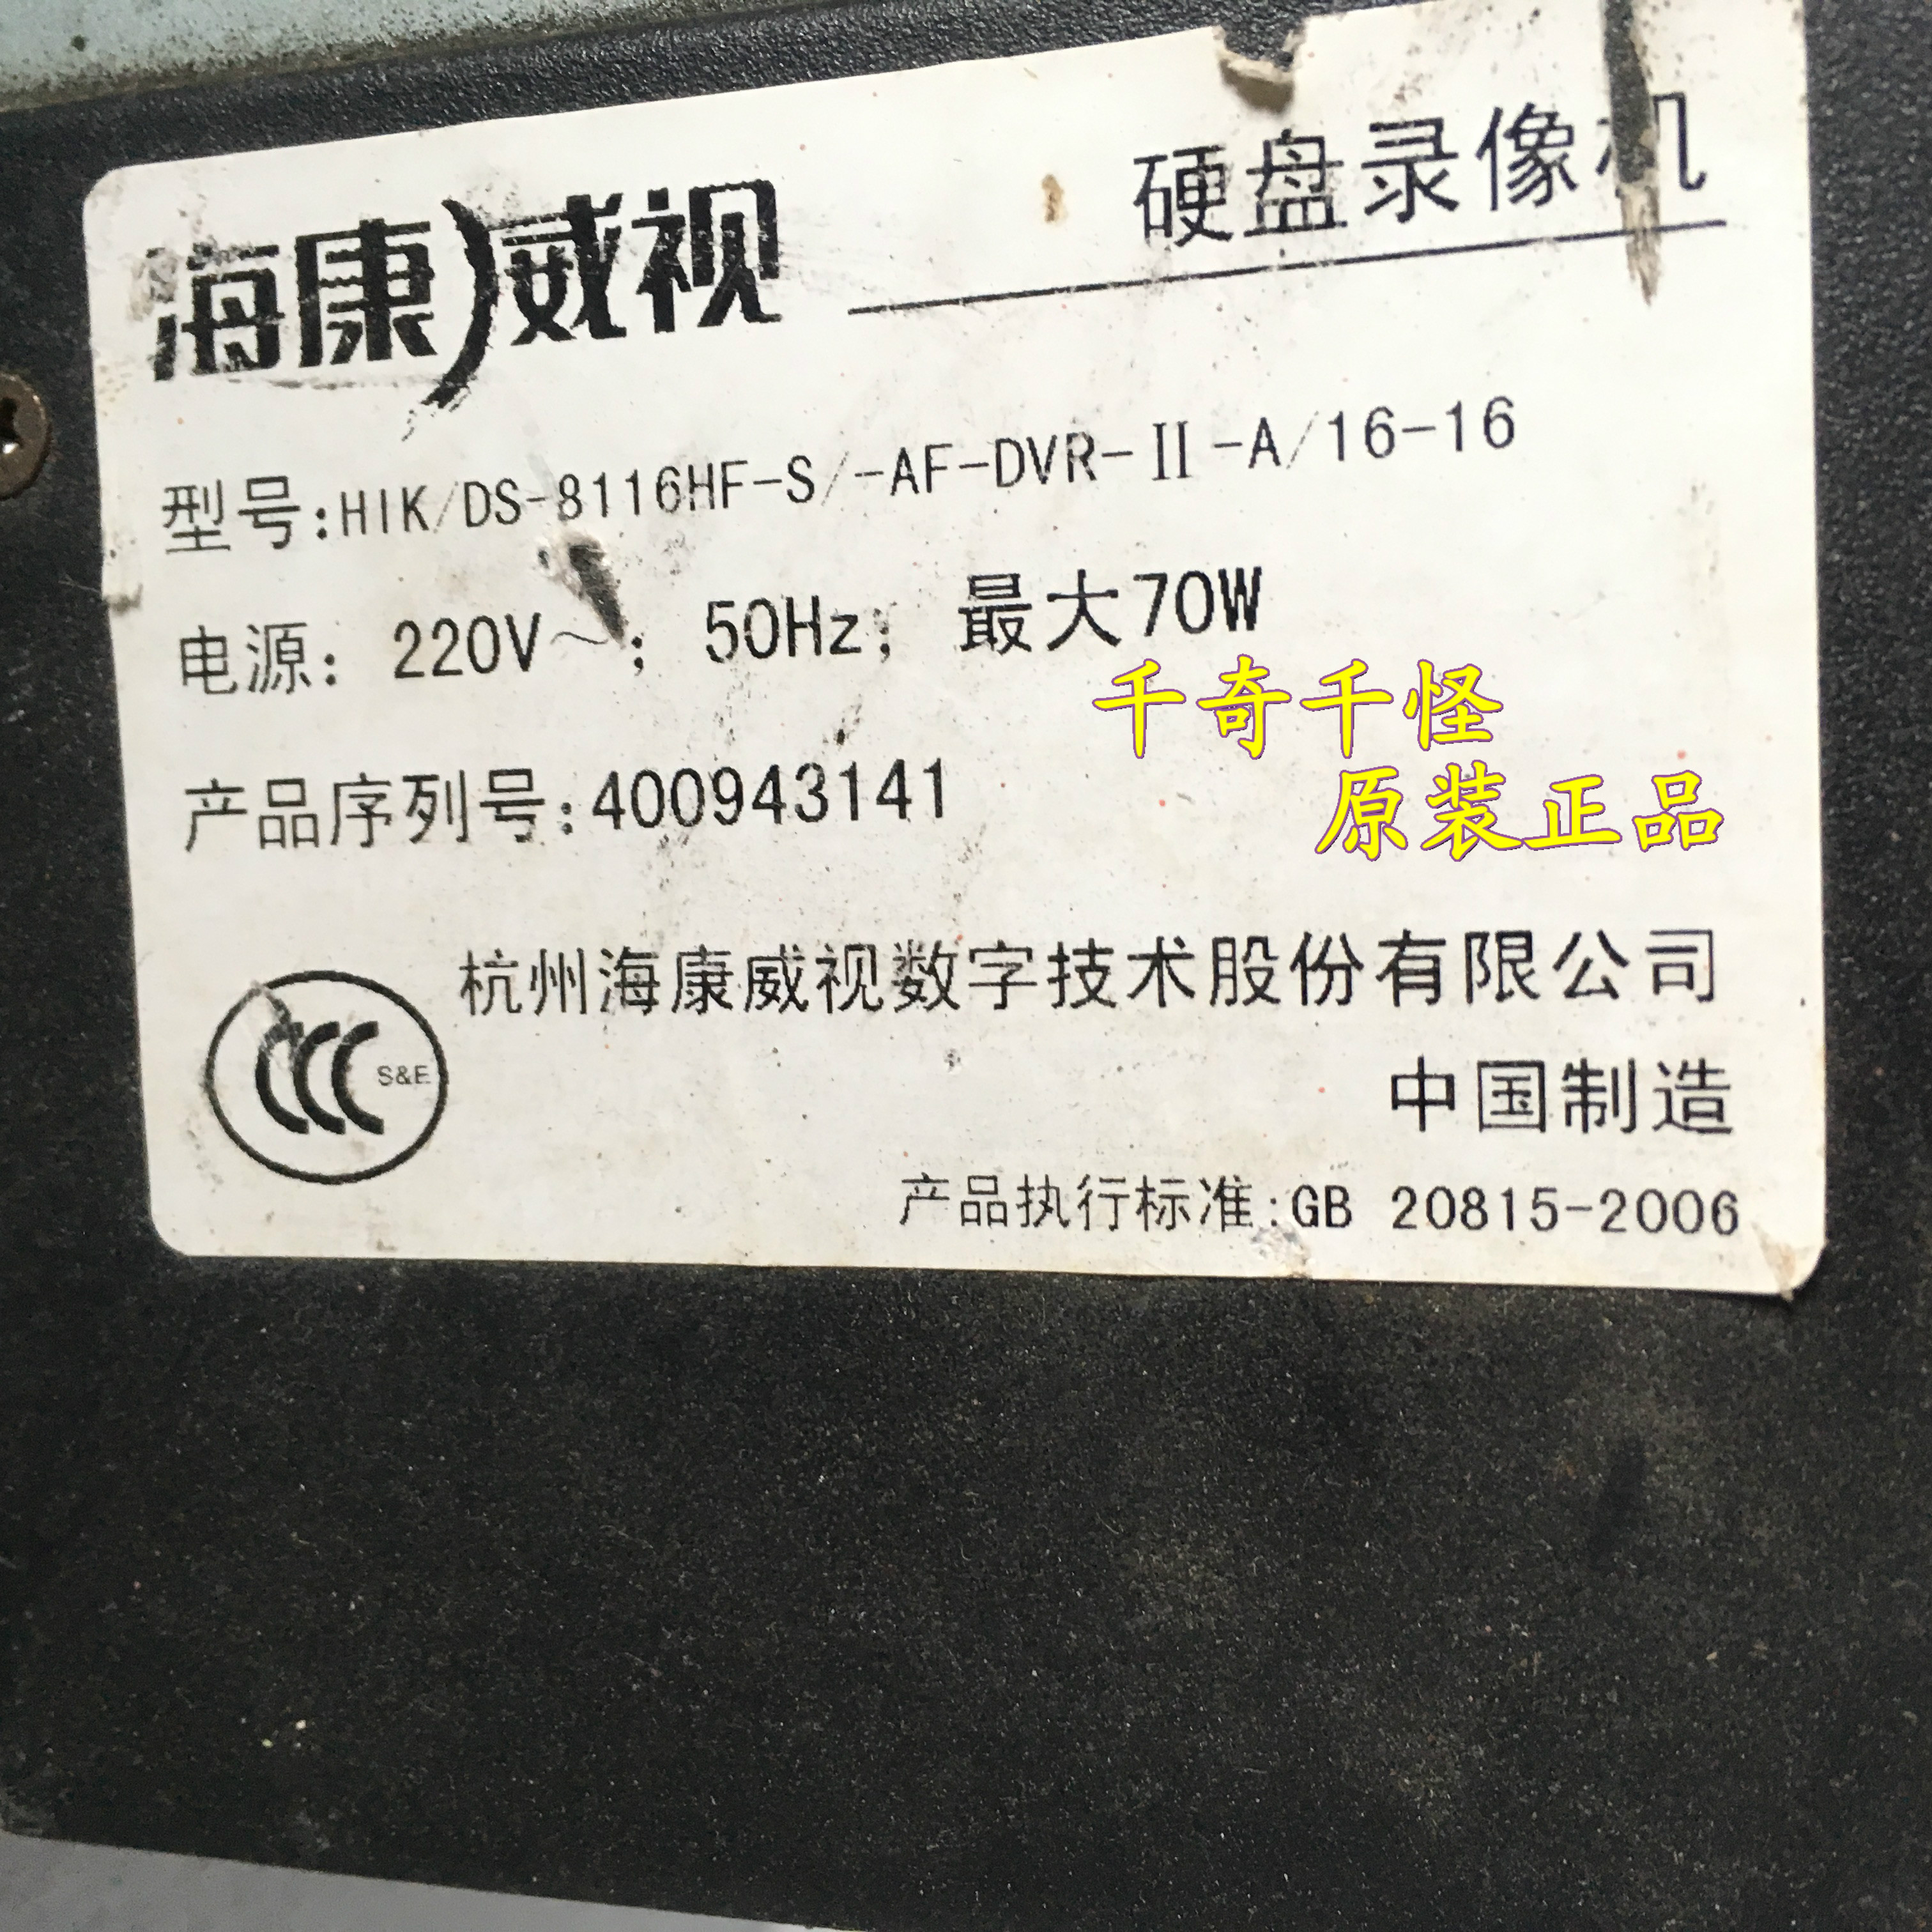 海康威视
硬盘录像机
型号:HIK/DS-8116HF-S/-AF-DVR-II-A/16-16
电源: 220V～; 50Hz; 最大70W
千奇千怪
原装正品
产品序列号:400943141
杭州海康威视数字技术股份有限公司
CCC S&E
中国制造
产品执行标准:GB 20815-2006